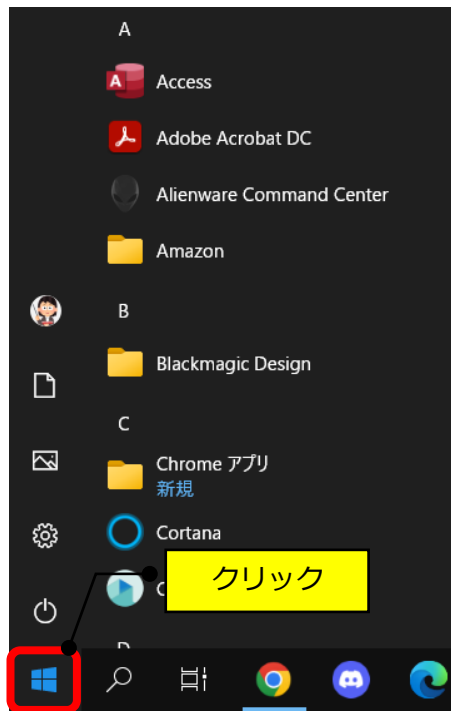 A
Access
Adobe Acrobat DC
Alienware Command Center
Amazon
B
Blackmagic Design
C
Chrome アプリ
新規
Cortana
クリック